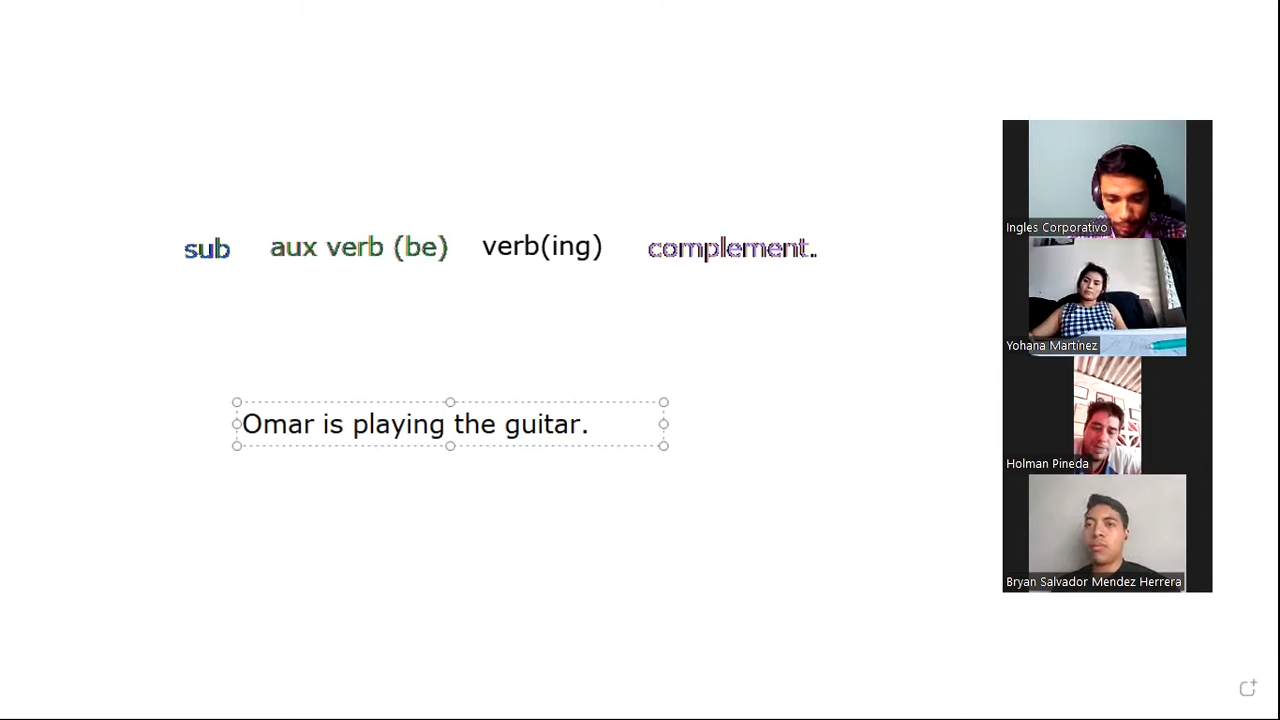 sub aux verb (be) verb(ing) complement.
Omar is playing the guitar.
Ingles Corporativo
Yohana Martínez
Holman Pineda
Bryan Salvador Mendez Herrera